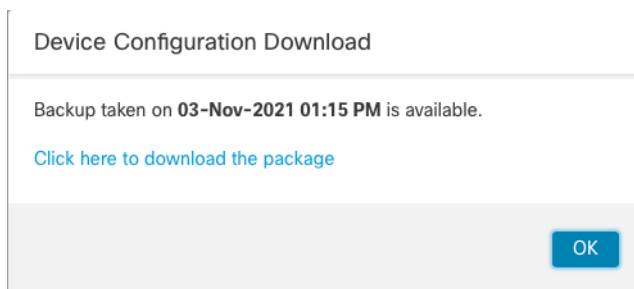 Device Configuration Download
Backup taken on 03-Nov-2021 01:15 PM is available.
Click here to download the package
OK